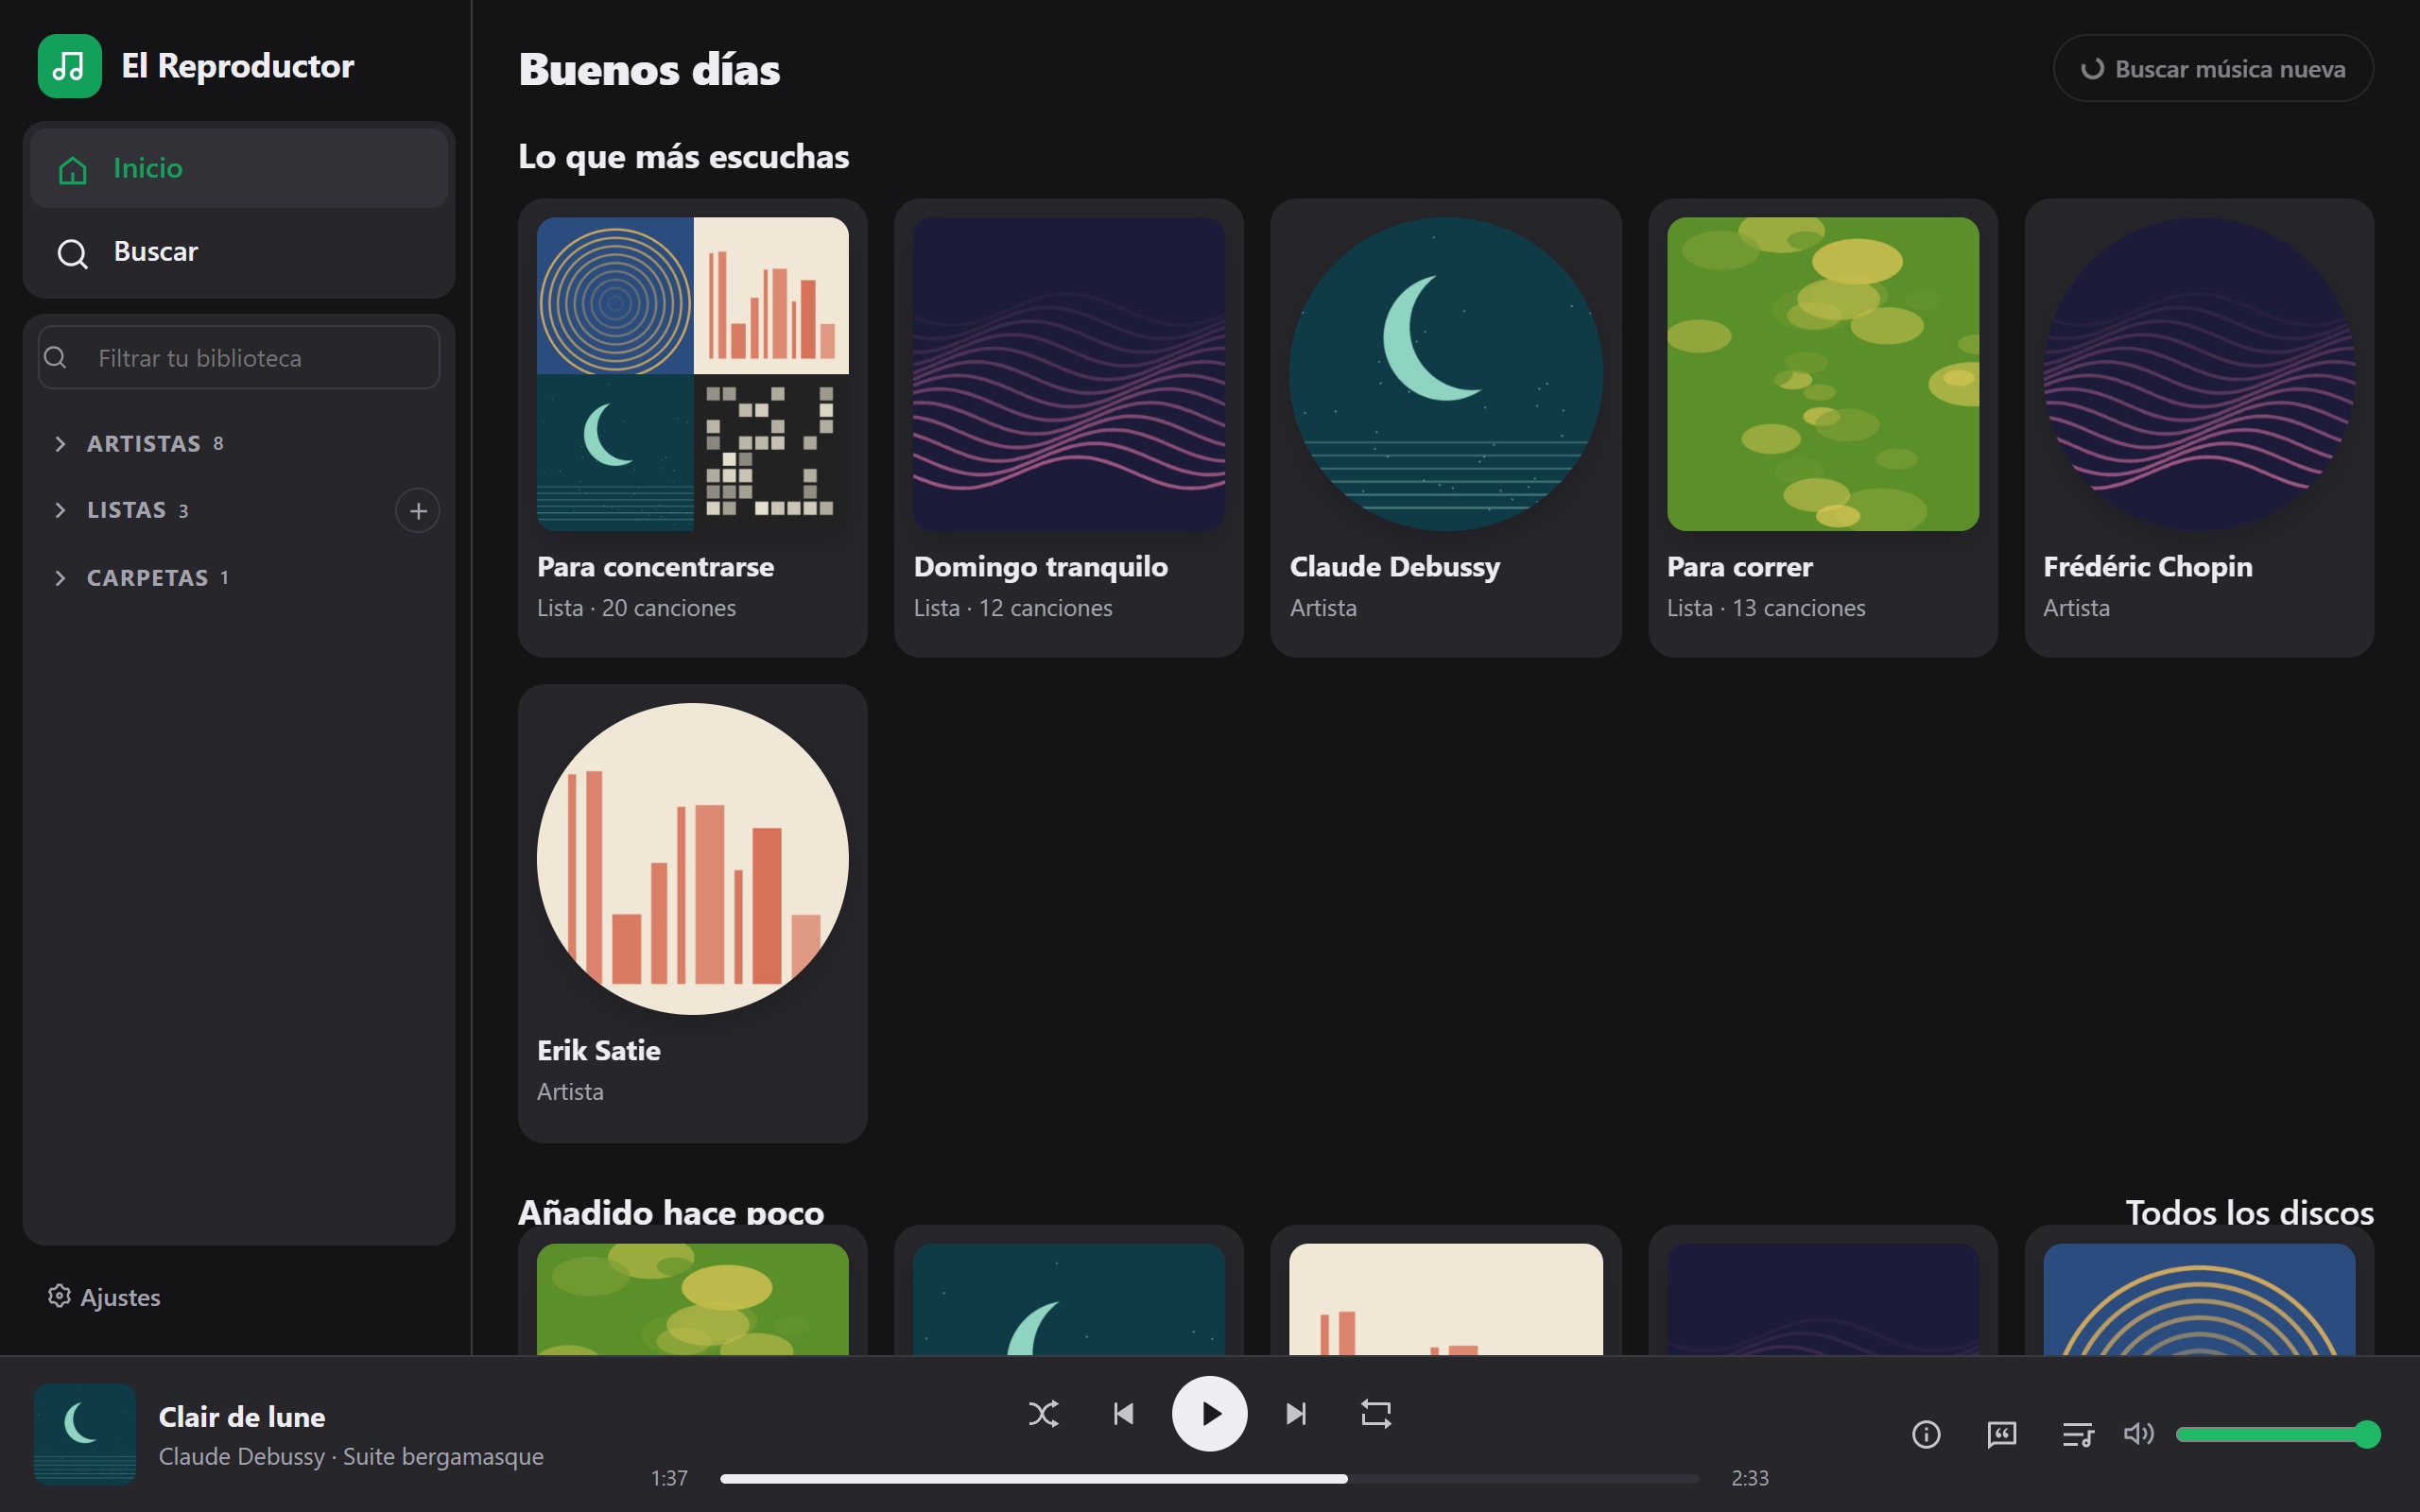 El Reproductor
Inicio
Buscar
Filtrar tu biblioteca
ARTISTAS 8
LISTAS 3
CARPETAS 1
Ajustes
Buenos días
Buscar música nueva
Lo que más escuchas
Para concentrarse
Lista · 20 canciones
Domingo tranquilo
Lista · 12 canciones
Claude Debussy
Artista
Para correr
Lista · 13 canciones
Frédéric Chopin
Artista
Erik Satie
Artista
Añadido hace poco
Todos los discos
Clair de lune
Claude Debussy · Suite bergamasque
1:37
2:33